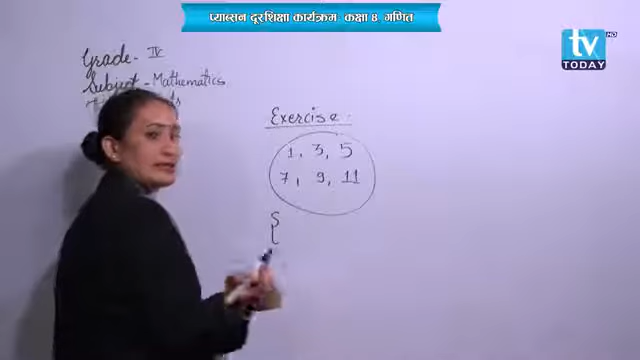 प्याब्सन दूरशिक्षा कार्यक्रम, कक्षा ४, गणित
tv HD
TODAY
Grade - IV
Subject - Mathematics
Exercise:
1, 3, 5
7, 9, 11
{